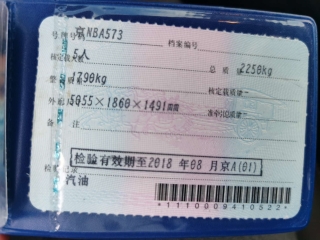 号牌号码 京NBA573 档案编号
核定载人数 5人 总质量 2250kg
整备质量 1790kg 核定载质量 --
外廓尺寸 5055×1860×1491mm 准牵引总质量 --
备注
检验有效期至2018年08月京A(01)
检验记录
汽油
*1110009410522*